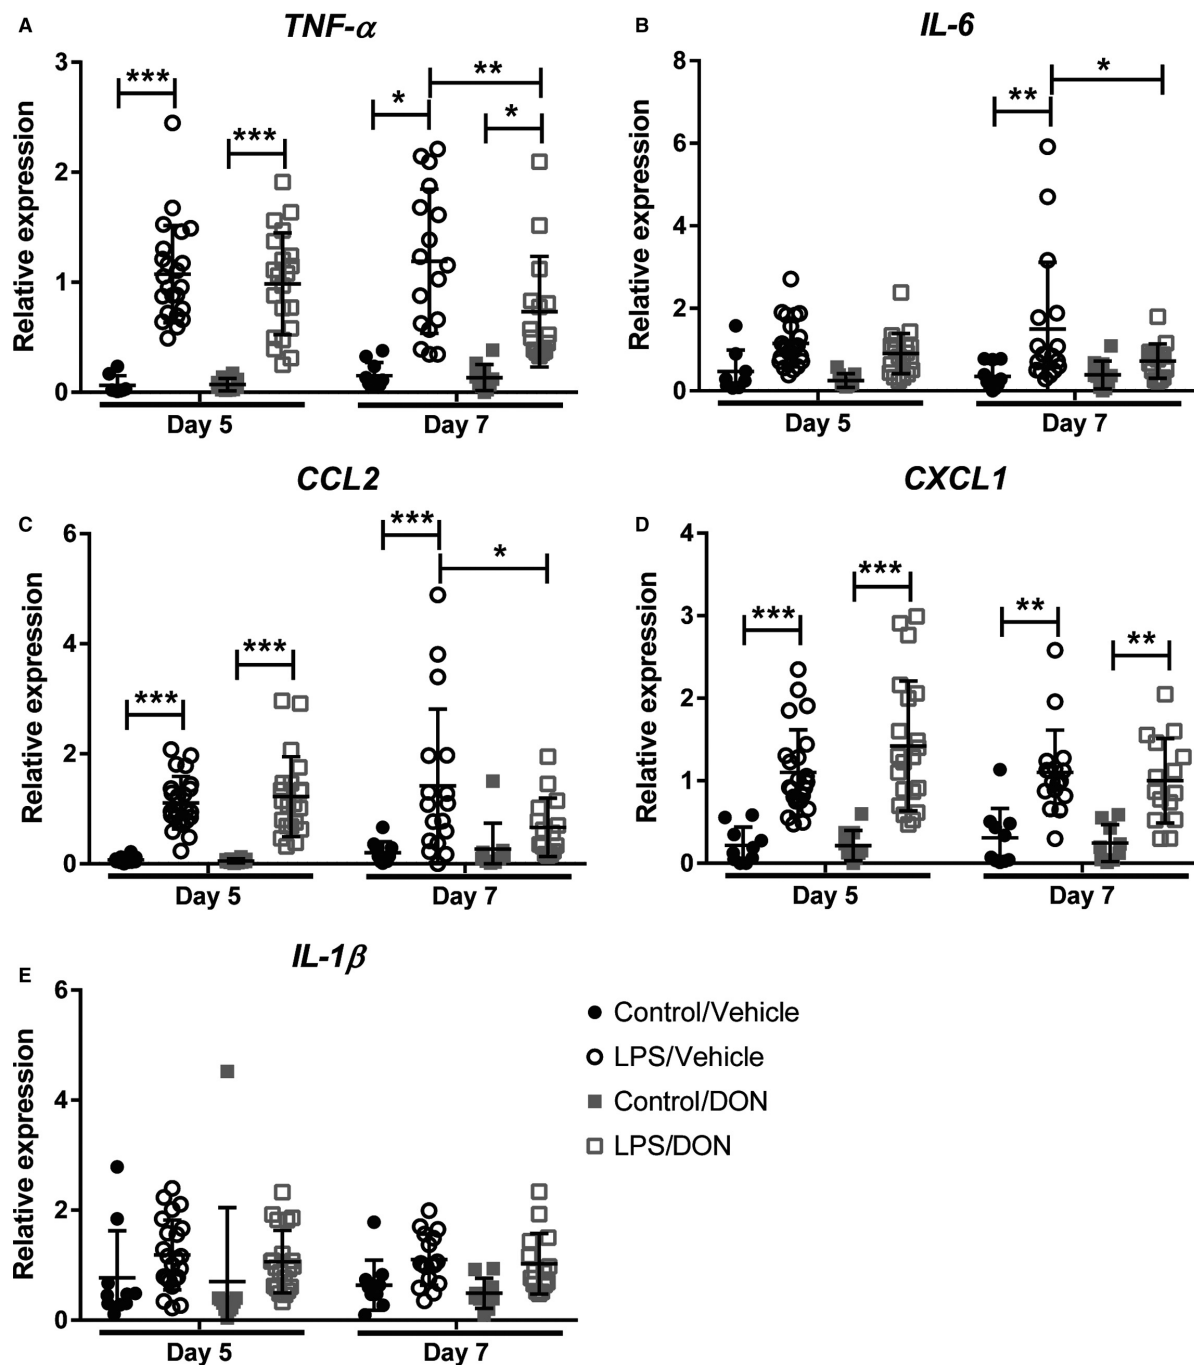 A
TNF-α
Relative expression
3
2
1
0
***
***
*
**
*
Day 5
Day 7
B
IL-6
Relative expression
8
6
4
2
0
**
*
Day 5
Day 7
C
CCL2
Relative expression
6
4
2
0
***
***
***
*
Day 5
Day 7
D
CXCL1
Relative expression
4
3
2
1
0
***
***
**
**
Day 5
Day 7
E
IL-1β
Relative expression
6
4
2
0
Day 5
Day 7
Control/Vehicle
LPS/Vehicle
Control/DON
LPS/DON